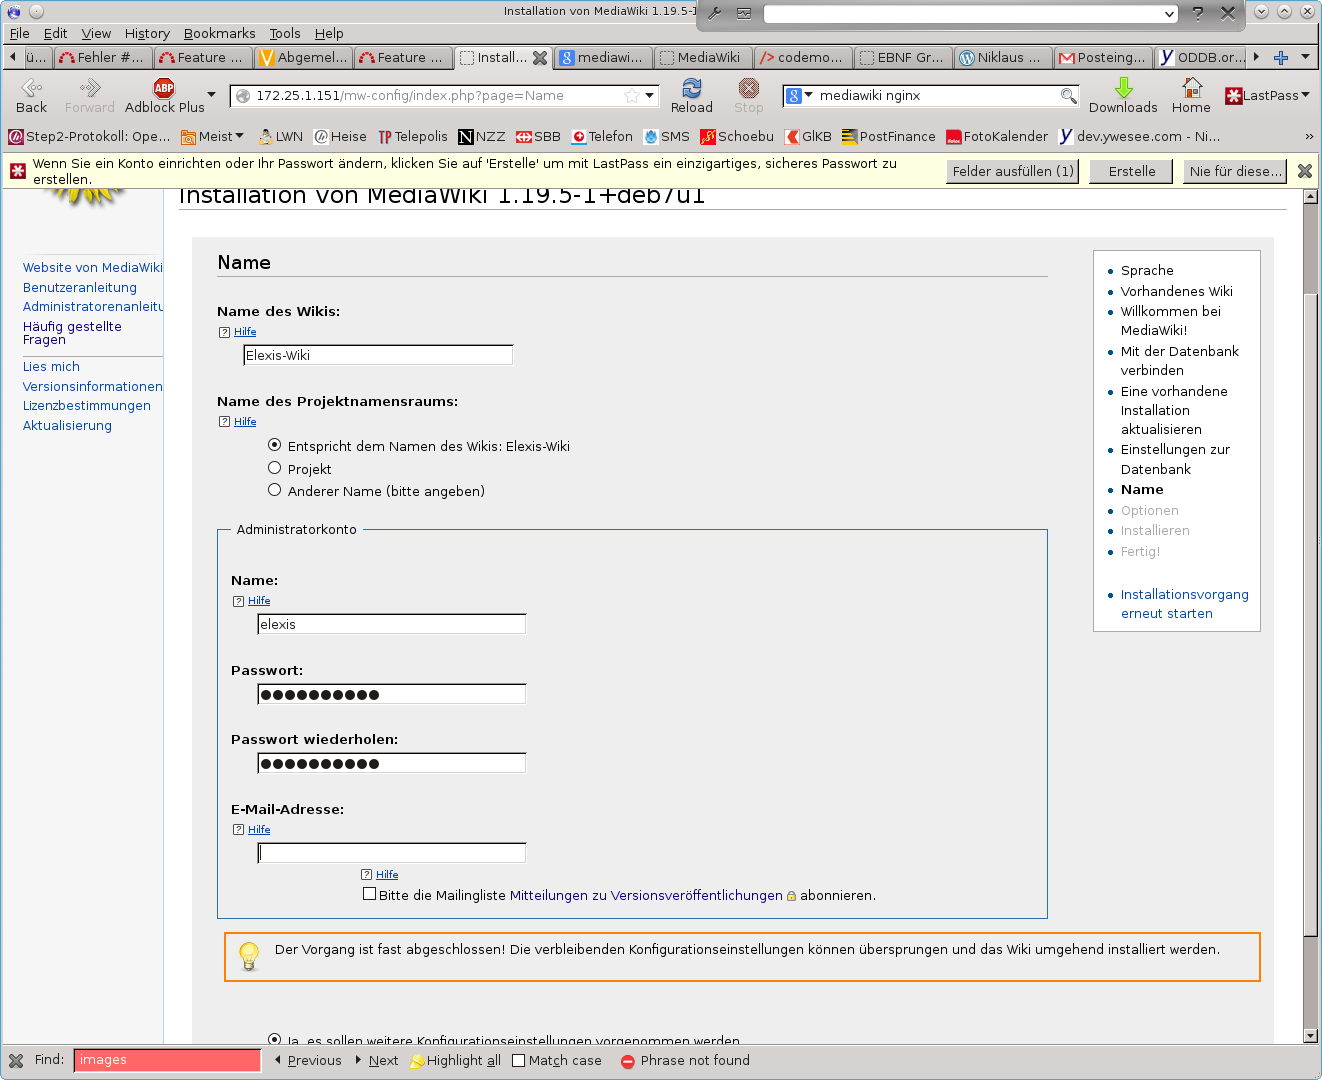 Installation von MediaWiki 1.19.5-1
File Edit View History Bookmarks Tools Help
ü... Fehler #... Feature ... Abgemel... Feature ... Install... mediawi... MediaWiki codemo... EBNF Gr... Niklaus ... Posteing... ODDB.or...
Back Forward Adblock Plus 172.25.1.151/mw-config/index.php?page=Name Reload Stop mediawiki nginx Downloads Home LastPass
Step2-Protokoll: Ope... Meist LWN Heise Telepolis NZZ SBB Telefon SMS Schoebu GlKB PostFinance FotoKalender dev.ywesee.com - Ni... »
Wenn Sie ein Konto einrichten oder Ihr Passwort ändern, klicken Sie auf 'Erstelle' um mit LastPass ein einzigartiges, sicheres Passwort zu
erstellen.
Felder ausfüllen (1) Erstelle Nie für diese...
Installation von MediaWiki 1.19.5-1+deb7u1
Website von MediaWiki
Benutzeranleitung
Administratorenanleitu
Häufig gestellte
Fragen
Lies mich
Versionsinformationen
Lizenzbestimmungen
Aktualisierung
Name
Name des Wikis:
Hilfe
Elexis-Wiki
Name des Projektnamensraums:
Hilfe
Entspricht dem Namen des Wikis: Elexis-Wiki
Projekt
Anderer Name (bitte angeben)
Administratorkonto
Name:
Hilfe
elexis
Passwort:
●●●●●●●●●●
Passwort wiederholen:
●●●●●●●●●●
E-Mail-Adresse:
Hilfe
Hilfe
Bitte die Mailingliste Mitteilungen zu Versionsveröffentlichungen abonnieren.
Der Vorgang ist fast abgeschlossen! Die verbleibenden Konfigurationseinstellungen können übersprungen und das Wiki umgehend installiert werden.
Ja, es sollen weitere Konfigurationseinstellungen vorgenommen werden
Sprache
Vorhandenes Wiki
Willkommen bei
MediaWiki!
Mit der Datenbank
verbinden
Eine vorhandene
Installation
aktualisieren
Einstellungen zur
Datenbank
Name
Optionen
Installieren
Fertig!
Installationsvorgang
erneut starten
Find: images Previous Next Highlight all Match case Phrase not found